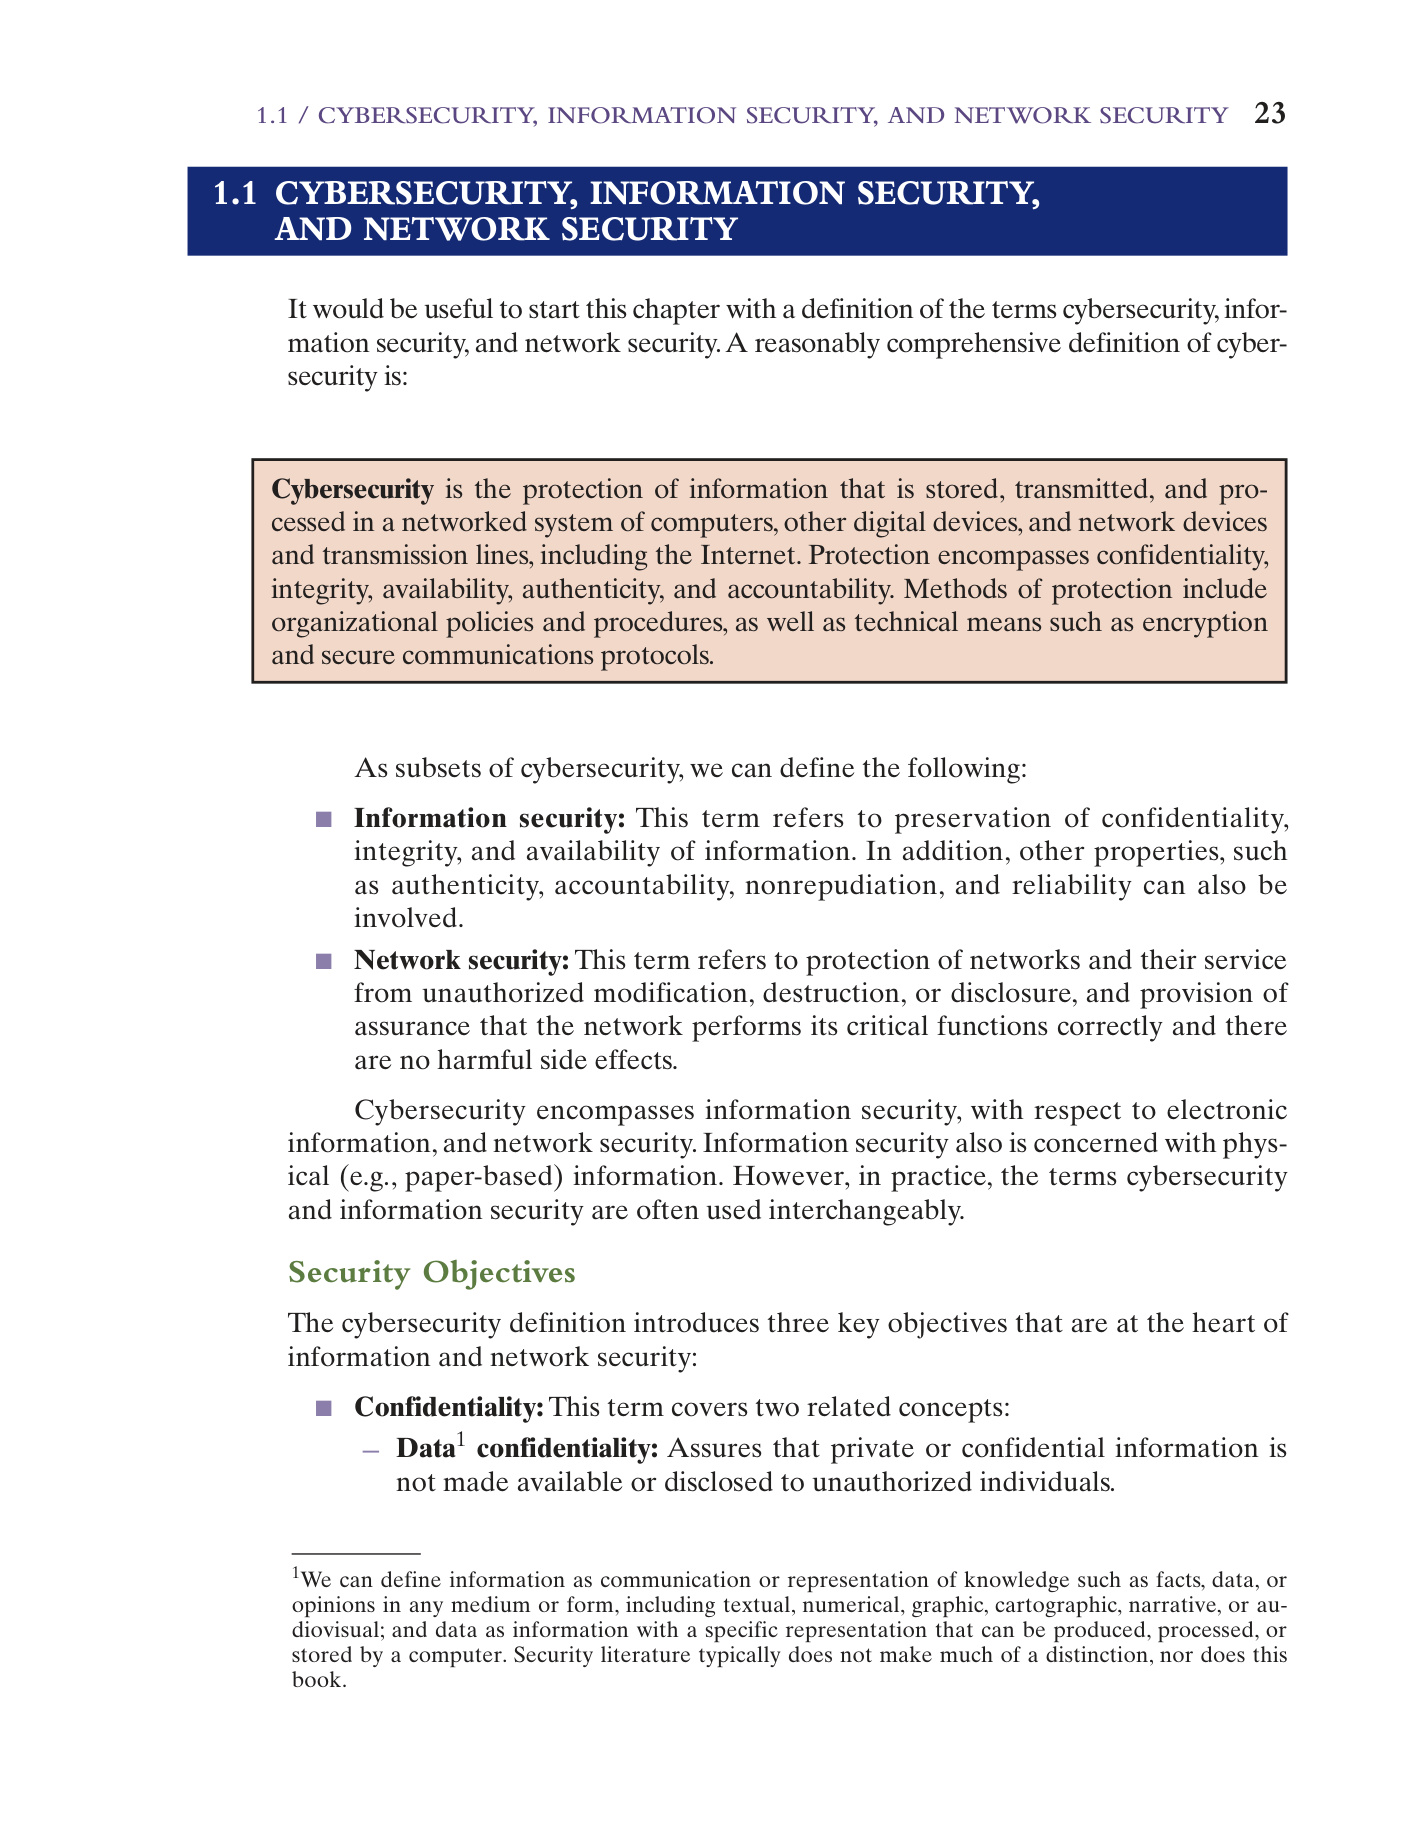 1.1 / CYBERSECURITY, INFORMATION SECURITY, AND NETWORK SECURITY 23
1.1 CYBERSECURITY, INFORMATION SECURITY,
AND NETWORK SECURITY
It would be useful to start this chapter with a definition of the terms cybersecurity, infor-
mation security, and network security. A reasonably comprehensive definition of cyber-
security is:
Cybersecurity is the protection of information that is stored, transmitted, and pro-
cessed in a networked system of computers, other digital devices, and network devices
and transmission lines, including the Internet. Protection encompasses confidentiality,
integrity, availability, authenticity, and accountability. Methods of protection include
organizational policies and procedures, as well as technical means such as encryption
and secure communications protocols.
As subsets of cybersecurity, we can define the following:
■ Information security: This term refers to preservation of confidentiality,
integrity, and availability of information. In addition, other properties, such
as authenticity, accountability, nonrepudiation, and reliability can also be
involved.
■ Network security: This term refers to protection of networks and their service
from unauthorized modification, destruction, or disclosure, and provision of
assurance that the network performs its critical functions correctly and there
are no harmful side effects.
Cybersecurity encompasses information security, with respect to electronic
information, and network security. Information security also is concerned with phys-
ical (e.g., paper-based) information. However, in practice, the terms cybersecurity
and information security are often used interchangeably.
Security Objectives
The cybersecurity definition introduces three key objectives that are at the heart of
information and network security:
■ Confidentiality: This term covers two related concepts:
– Data¹ confidentiality: Assures that private or confidential information is
not made available or disclosed to unauthorized individuals.
¹We can define information as communication or representation of knowledge such as facts, data, or
opinions in any medium or form, including textual, numerical, graphic, cartographic, narrative, or au-
diovisual; and data as information with a specific representation that can be produced, processed, or
stored by a computer. Security literature typically does not make much of a distinction, nor does this
book.